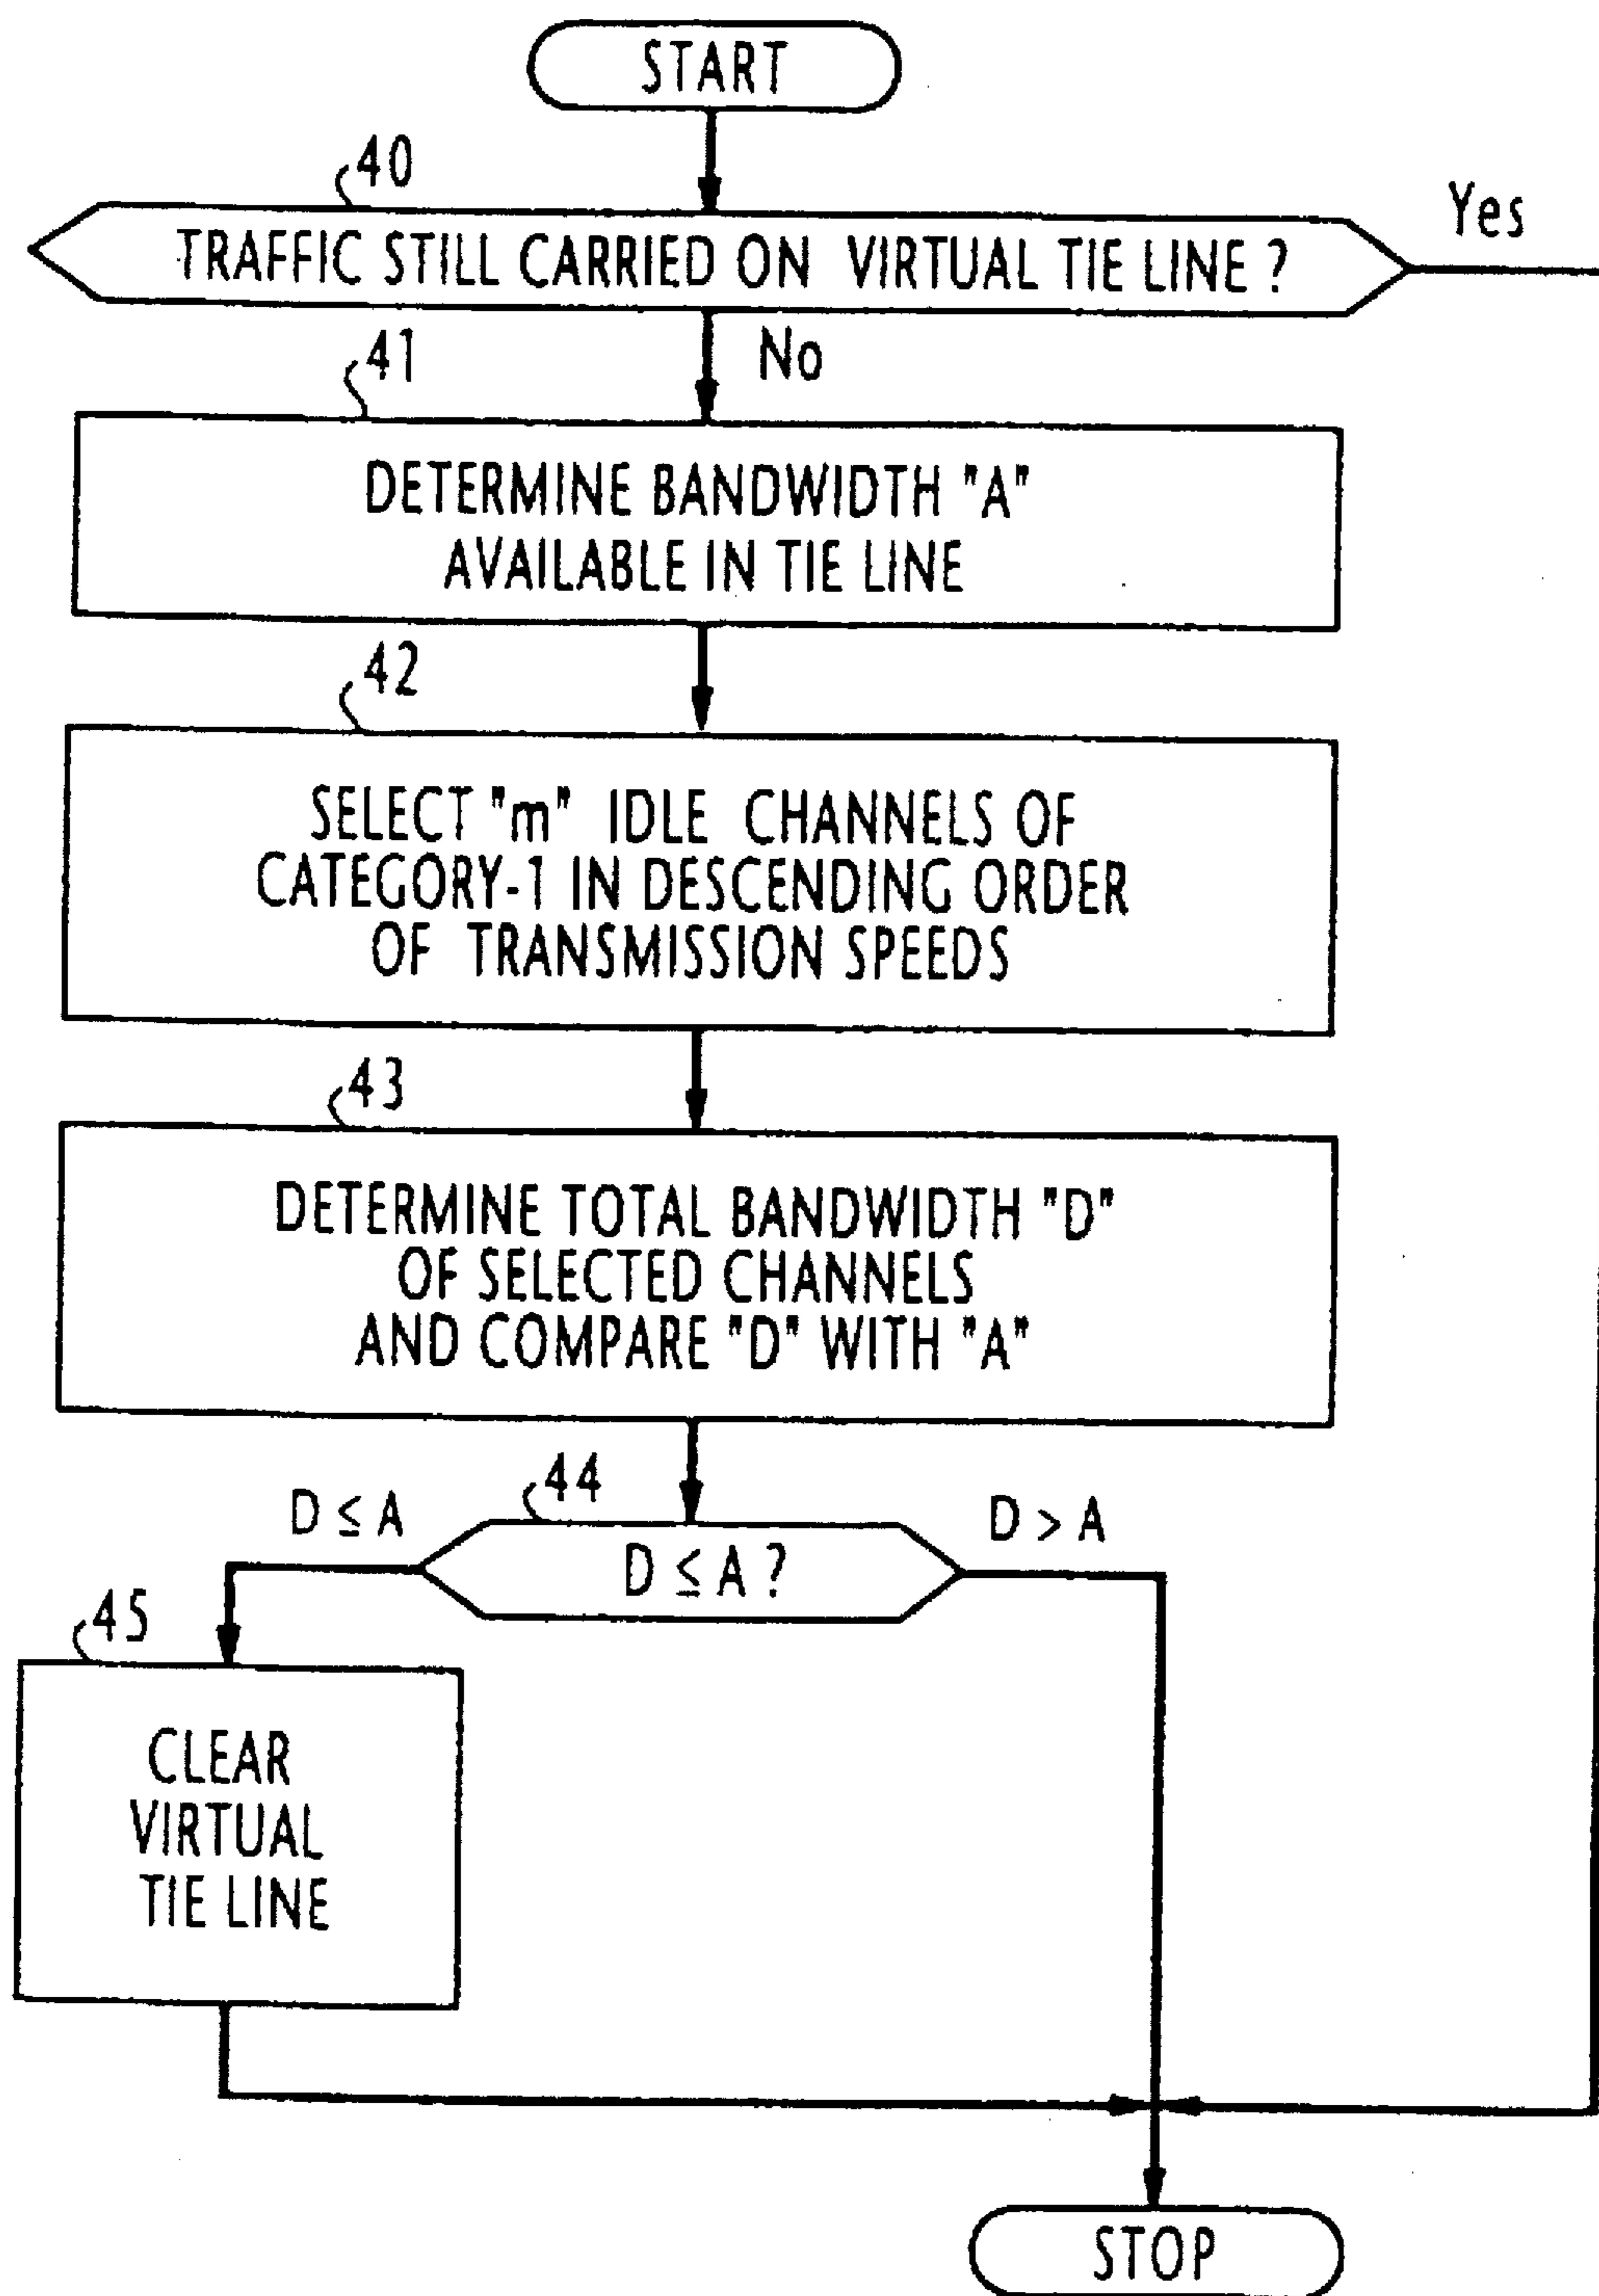 START
40
TRAFFIC STILL CARRIED ON VIRTUAL TIE LINE ?
Yes
No
41
DETERMINE BANDWIDTH "A"
AVAILABLE IN TIE LINE
42
SELECT "m" IDLE CHANNELS OF
CATEGORY-1 IN DESCENDING ORDER
OF TRANSMISSION SPEEDS
43
DETERMINE TOTAL BANDWIDTH "D"
OF SELECTED CHANNELS
AND COMPARE "D" WITH "A"
44
D ≤ A
D ≤ A ?
D > A
45
CLEAR
VIRTUAL
TIE LINE
STOP